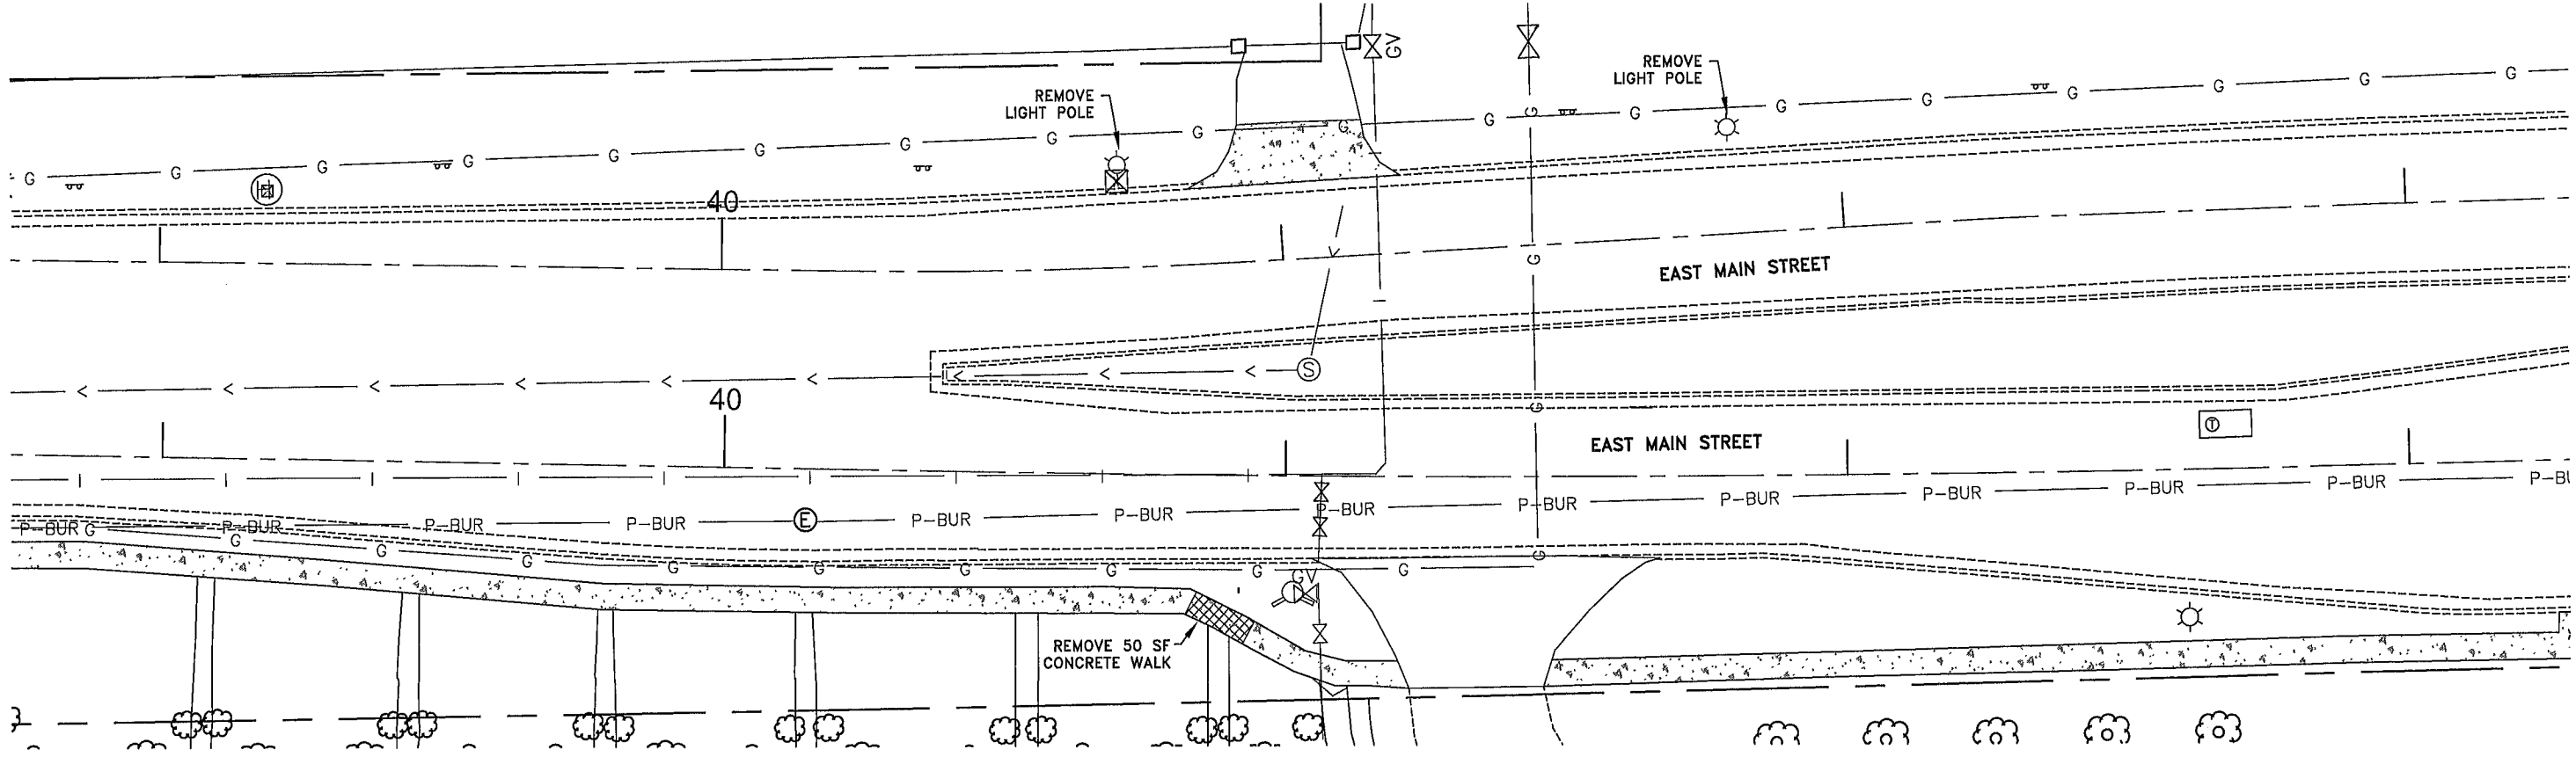 GV
REMOVE
LIGHT POLE
REMOVE
LIGHT POLE
G G G G G G G G G G G G G G G G G G
H
40
G
G
EAST MAIN STREET
S
40
G
T
EAST MAIN STREET
P-BUR P-BUR P-BUR P-BUR E P-BUR P-BUR P-BUR P-BUR P-BUR P-BUR P-BUR P-BUR P-BU
G G G G G G G G G G G
GV
REMOVE 50 SF
CONCRETE WALK